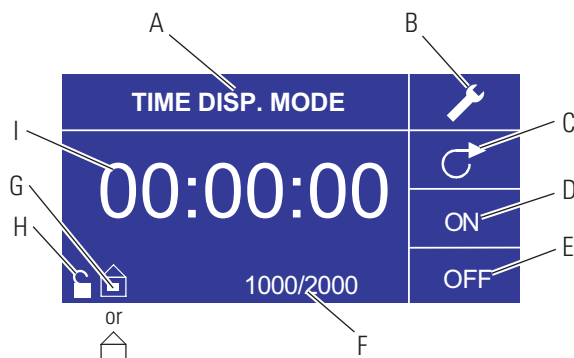 A
B
TIME DISP. MODE
I
C
00:00:00
G
D
ON
H
E
1000/2000
OFF
or
F